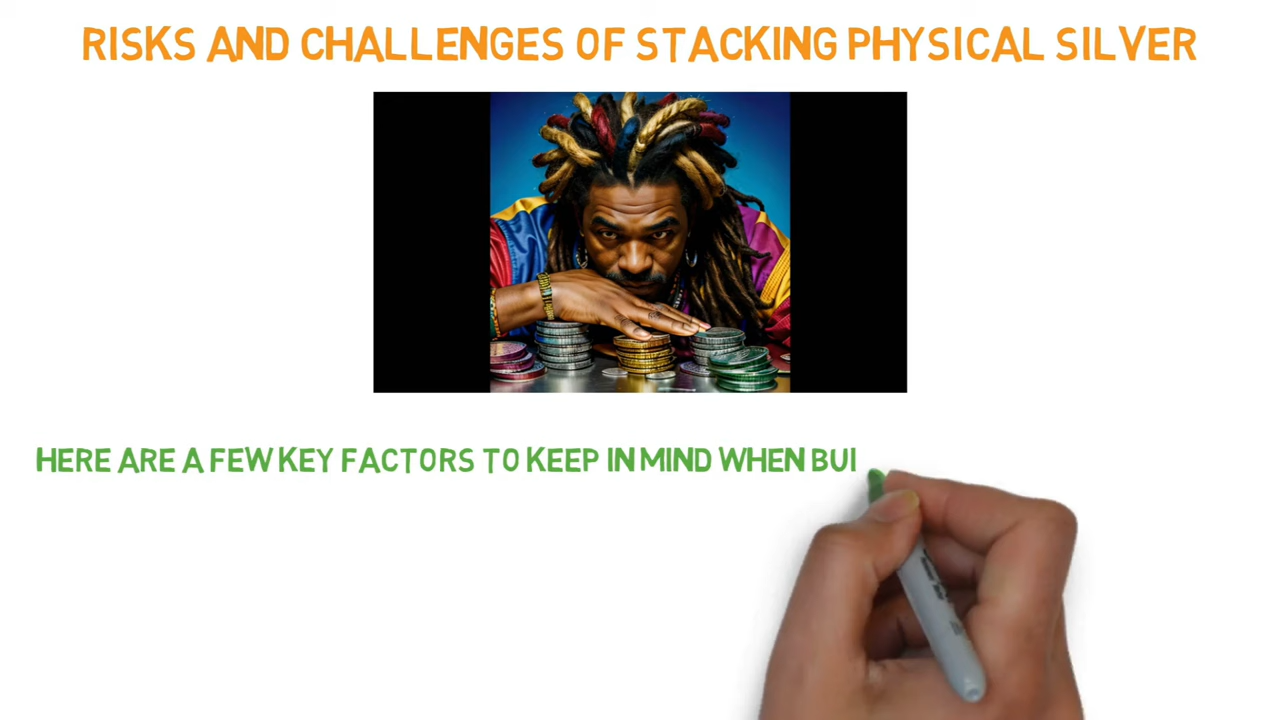 RISKS AND CHALLENGES OF STACKING PHYSICAL SILVER
HERE ARE A FEW KEY FACTORS TO KEEP IN MIND WHEN BUI